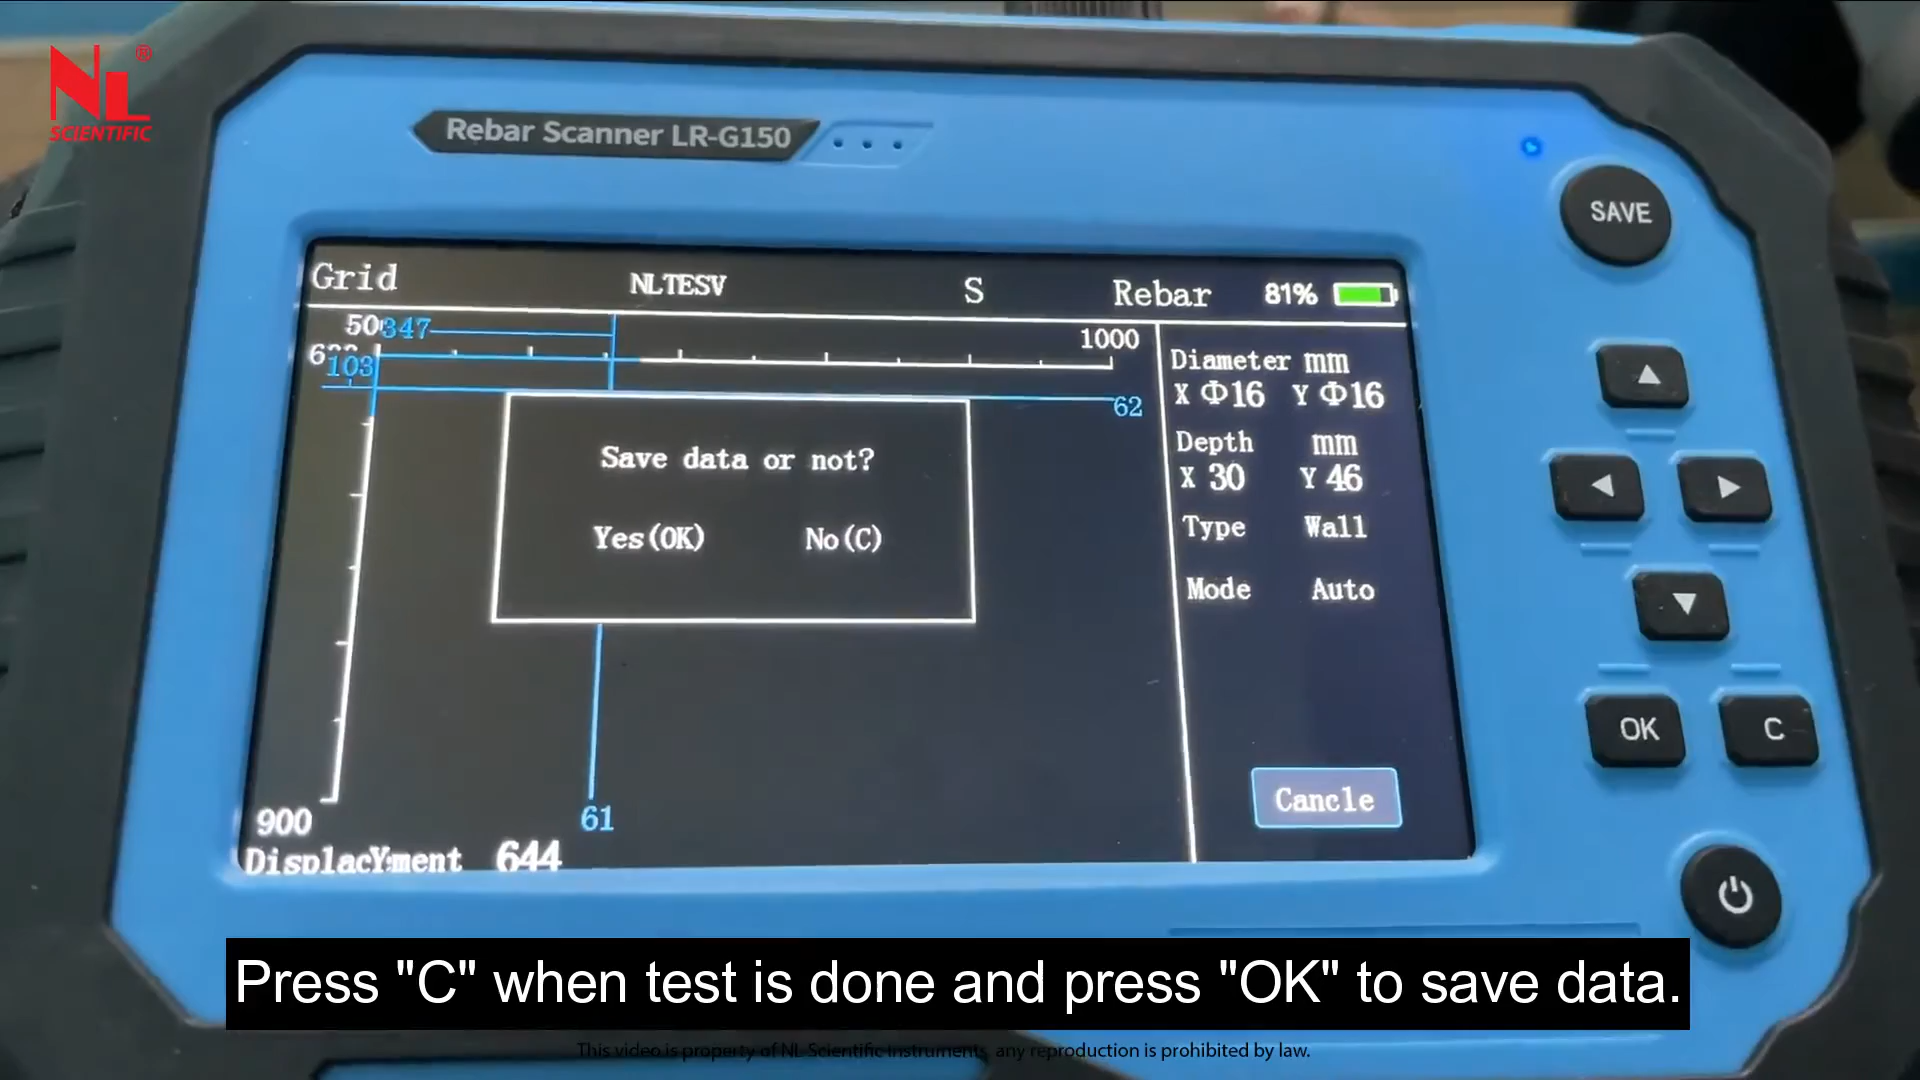 NL®
SCIENTIFIC
Rebar Scanner LR-G150
SAVE
Grid NLTESV S Rebar 81%
347 1000
103
62
Diameter mm
X Φ16 Y Φ16
Depth mm
X 30 Y 46
Type Wall
Mode Auto
Save data or not?
Yes(OK) No(C)
OK C
Cancle
900 61
644
Press "C" when test is done and press "OK" to save data.
This video is property of NL Scientific Instruments, any reproduction is prohibited by law.